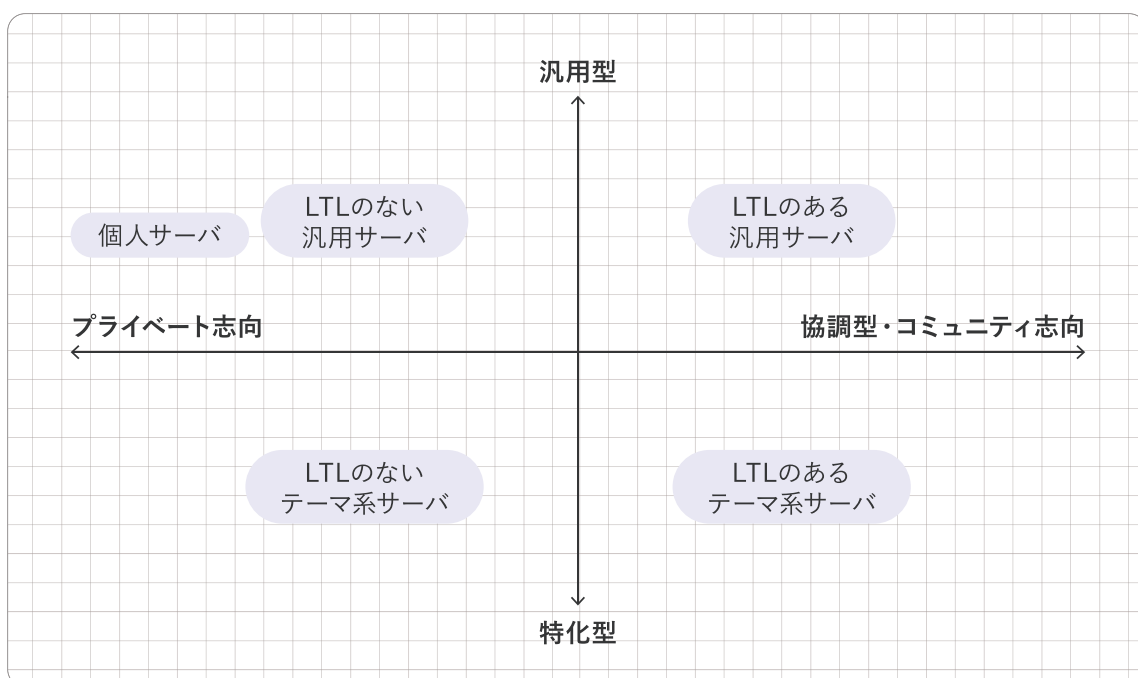 汎用型
LTLのない
汎用サーバ
LTLのある
汎用サーバ
個人サーバ
プライベート志向
協調型・コミュニティ志向
LTLのない
テーマ系サーバ
LTLのある
テーマ系サーバ
特化型